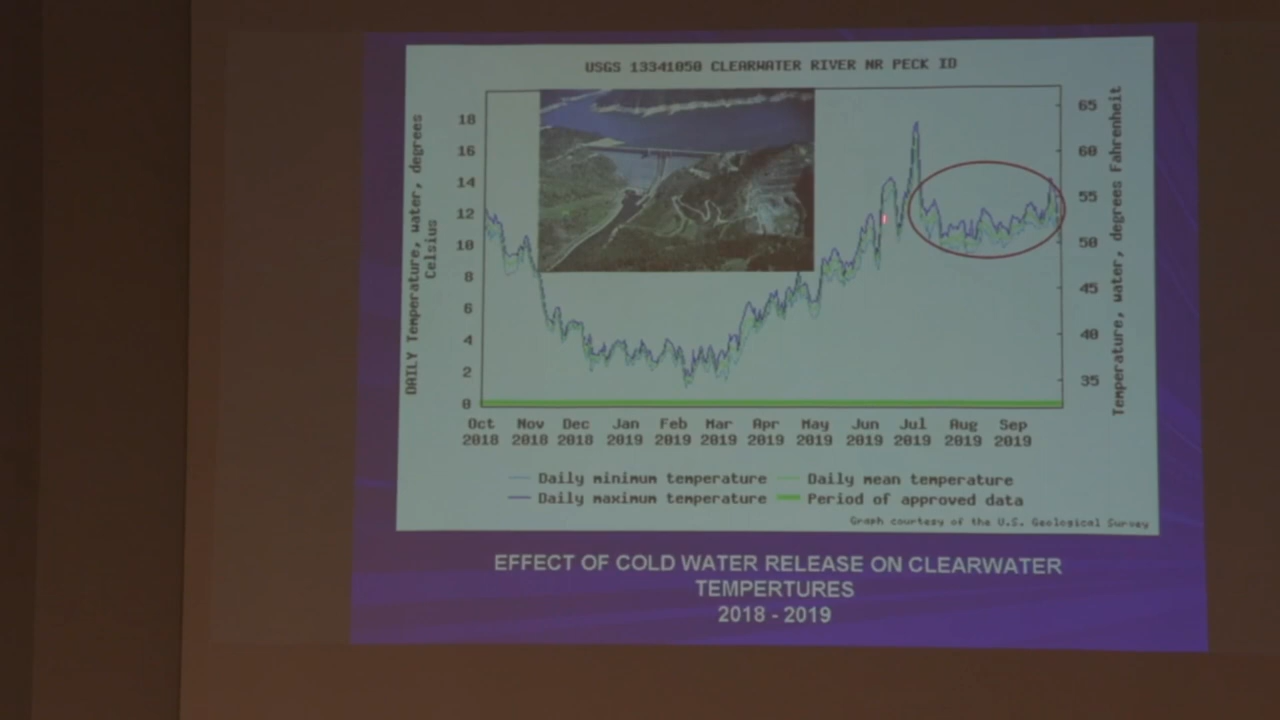 USGS 13341050 CLEARWATER RIVER NR PECK ID
DAILY Temperature, water, degrees
Celsius
18
16
14
12
10
8
6
4
2
0
65
60
55
50
45
40
35
Temperature, water, degrees Fahrenheit
Oct Nov Dec Jan Feb Mar Apr May Jun Jul Aug Sep
2018 2018 2018 2019 2019 2019 2019 2019 2019 2019 2019 2019
Daily minimum temperature Daily mean temperature
Daily maximum temperature Period of approved data
Graph courtesy of the U.S. Geological Survey
EFFECT OF COLD WATER RELEASE ON CLEARWATER
TEMPERTURES
2018 - 2019